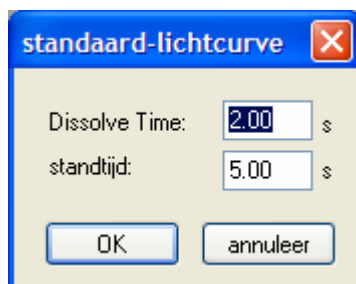 standaard-lichtcurve
Dissolve Time: 2.00 s
standtijd: 5.00 s
OK annuleer